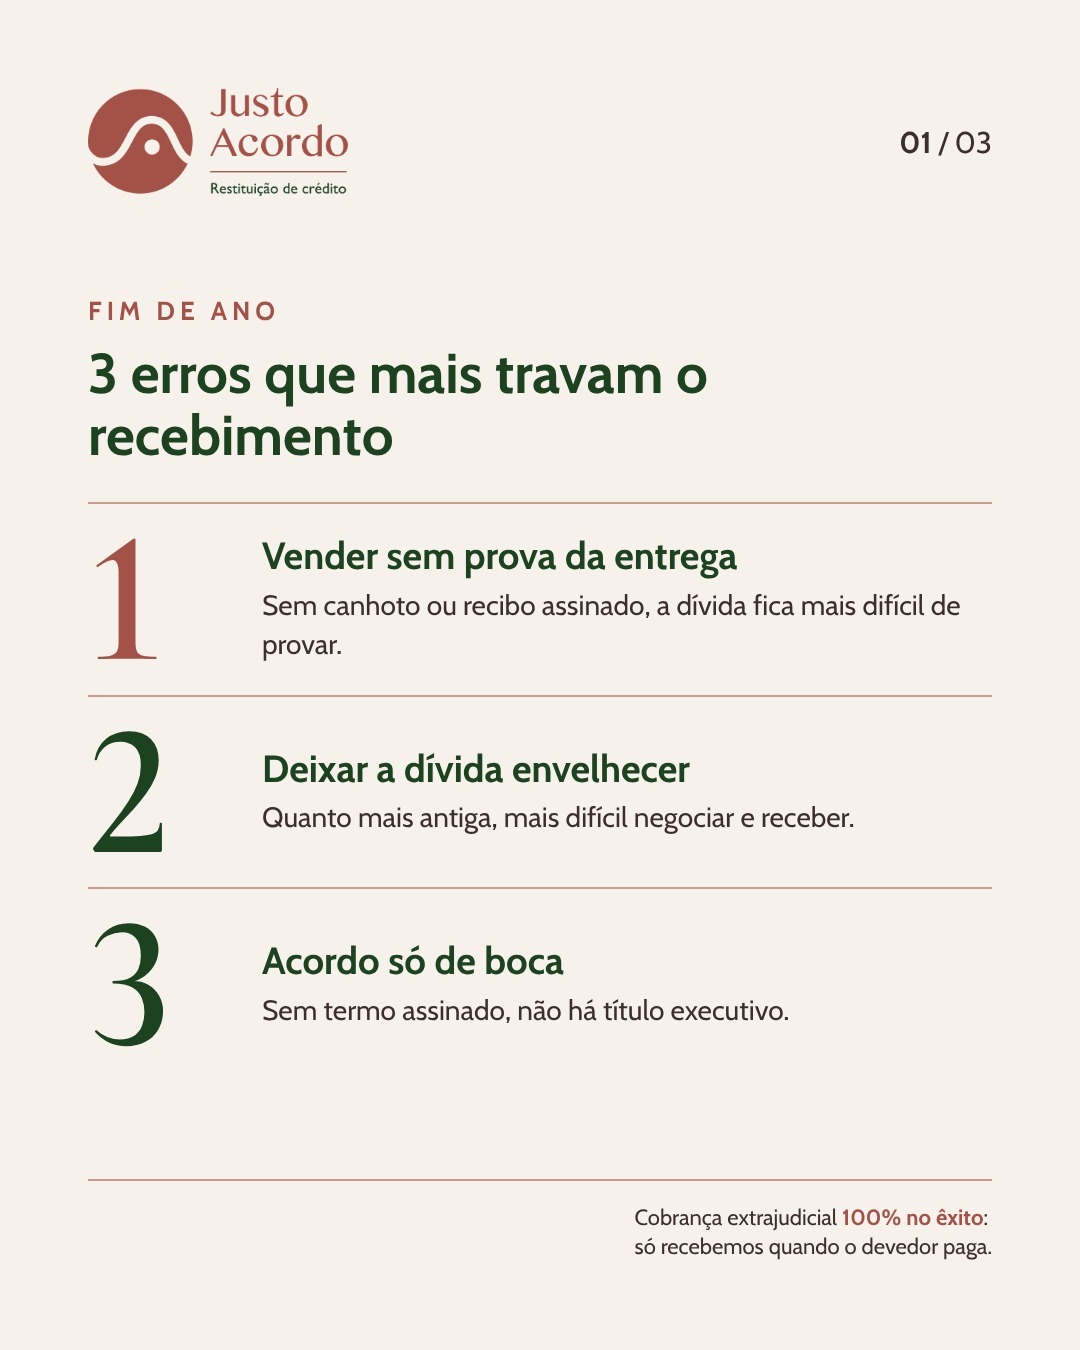 Justo
Acordo
Restituição de crédito
01 / 03
FIM DE ANO
3 erros que mais travam o
recebimento
1
Vender sem prova da entrega
Sem canhoto ou recibo assinado, a dívida fica mais difícil de
provar.
2
Deixar a dívida envelhecer
Quanto mais antiga, mais difícil negociar e receber.
3
Acordo só de boca
Sem termo assinado, não há título executivo.
Cobrança extrajudicial 100% no êxito:
só recebemos quando o devedor paga.